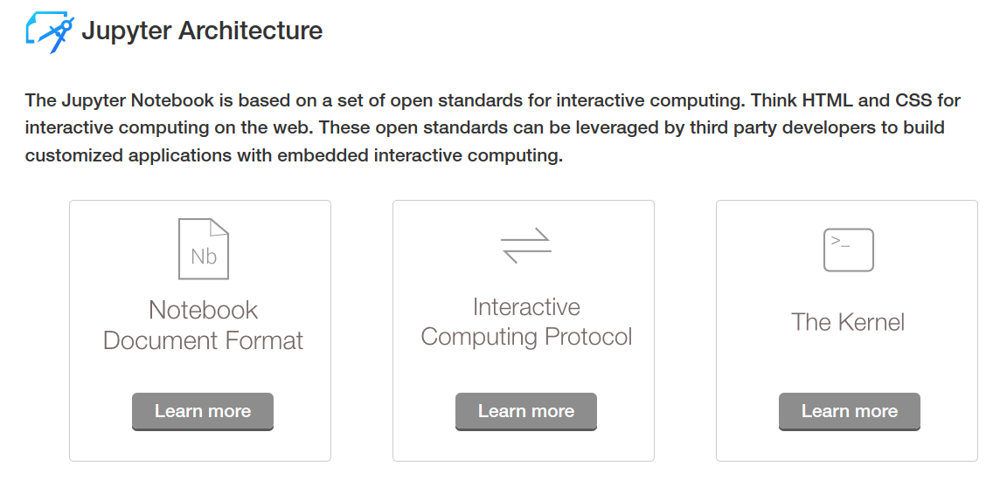 Jupyter Architecture
The Jupyter Notebook is based on a set of open standards for interactive computing. Think HTML and CSS for
interactive computing on the web. These open standards can be leveraged by third party developers to build
customized applications with embedded interactive computing.
Nb
Notebook
Document Format
Learn more
Interactive
Computing Protocol
Learn more
>_
The Kernel
Learn more